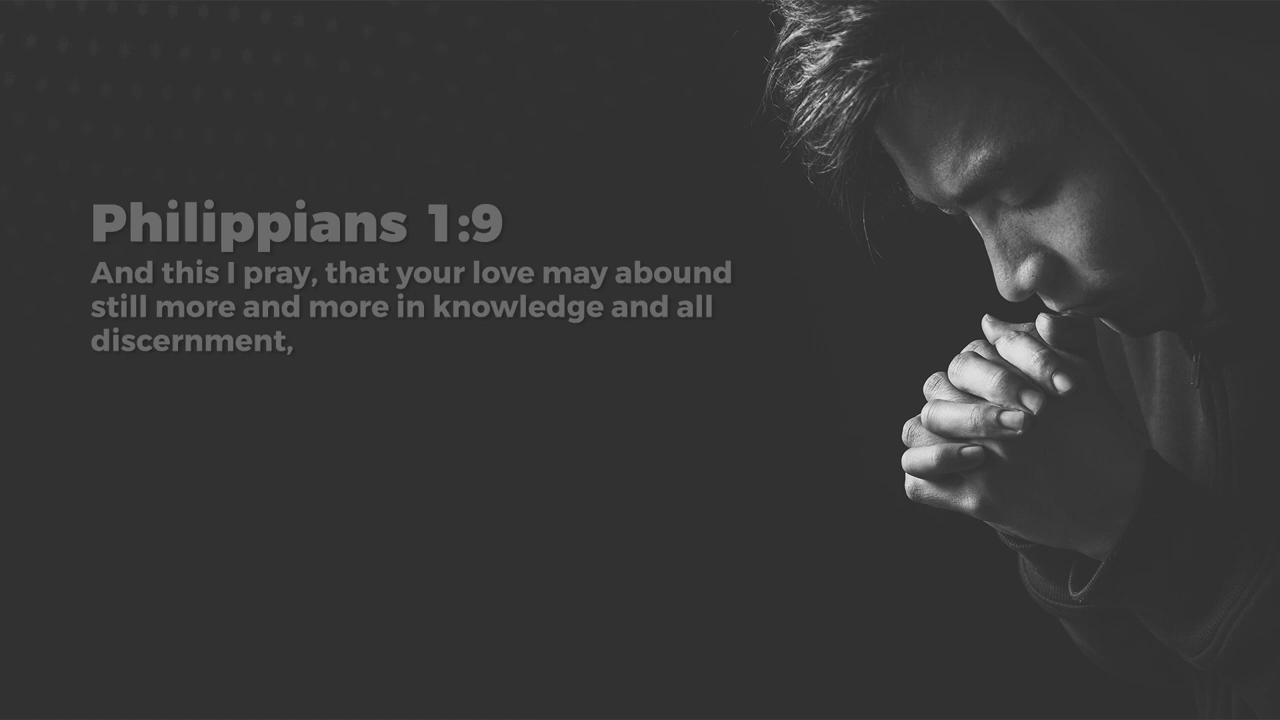 Philippians 1:9
And this I pray, that your love may abound
still more and more in knowledge and all
discernment,